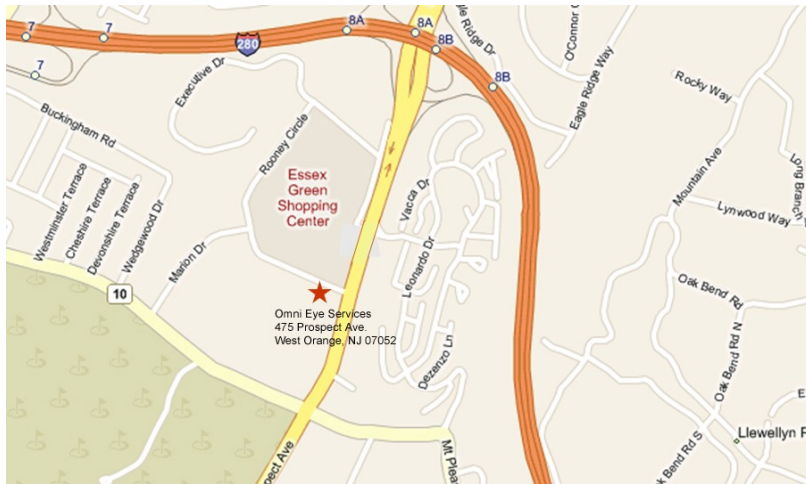 7
7
8A
8A
8B
8B
7
280
Eagle Ridge Dr
O'Connor C
Eagle Ridge Way
Rocky Way
Executive Dr
Buckingham Rd
Rooney Circle
Mountain Ave
Long Branch
Essex
Green
Shopping
Center
Vacca Dr
Lynwood Way
Westminster Terrace
Cheshire Terrace
Devonshire Terrace
Wedgewood Dr
Marion Dr
Leonardo Dr
10
Oak Bend Rd
Omni Eye Services
475 Prospect Ave.
West Orange, NJ 07052
Dezenzo Ln
Oak Bend Rd N
E
Llewellyn P
pect Ave
Mt Pleas
ak Bend Rd S